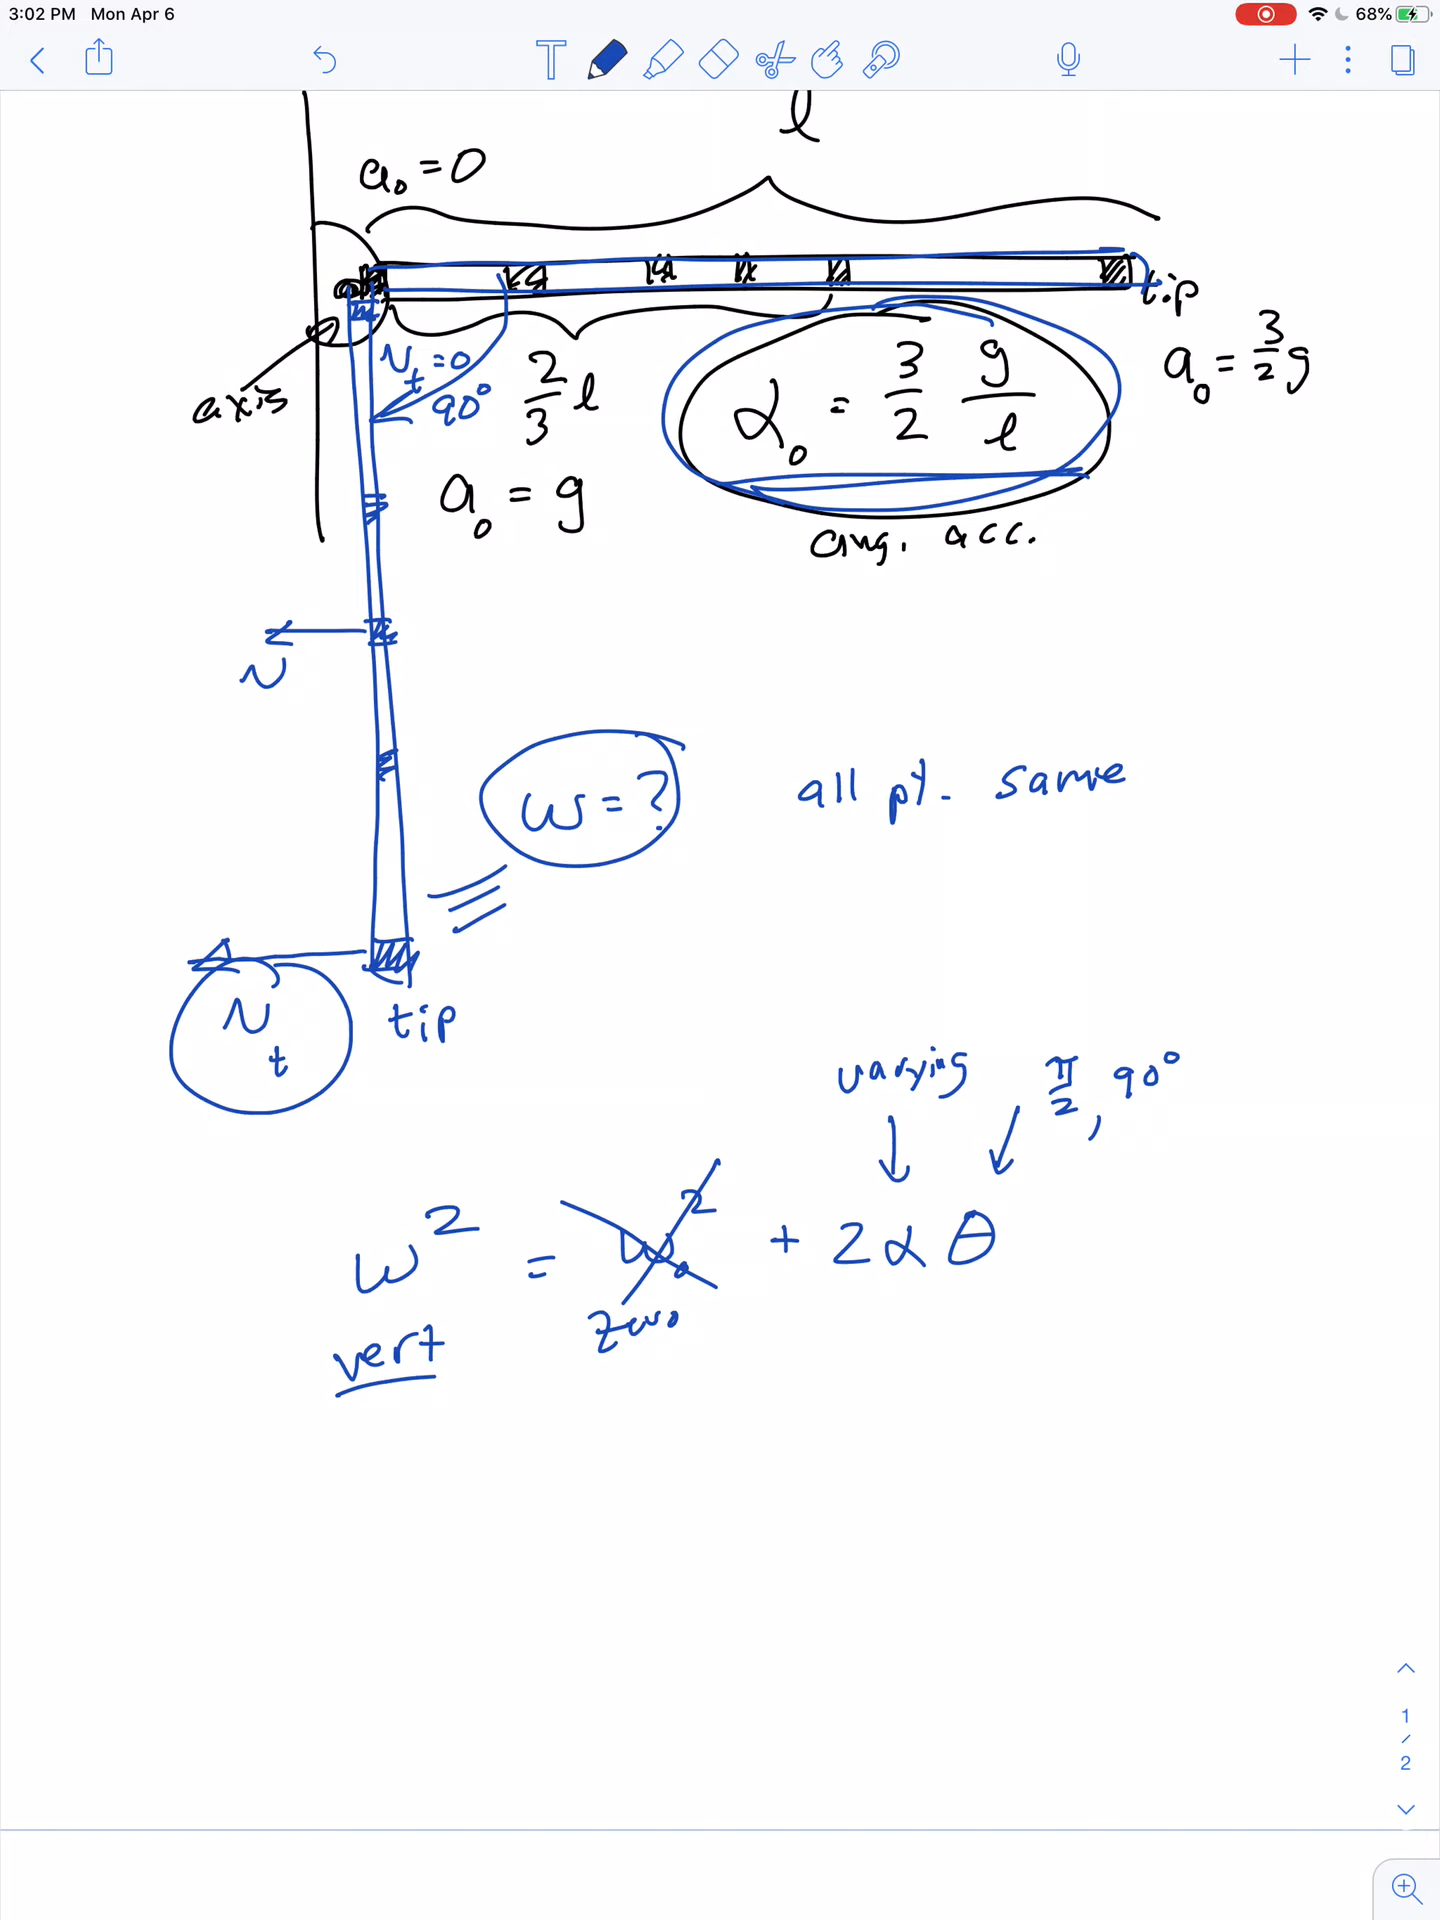 3:02 PM Mon Apr 6
68%
T
l
a₀ = 0
tip
axis
v_t = 0
90°
2/3 l
α₀ = 3/2 g/l
a₀ = 3/2 g
a₀ = g
ang. acc.
v
ω = ?
all pt. same
v_t
tip
varying
π/2, 90°
ω² = ω₀² + 2αθ
zero
vert
1
/
2